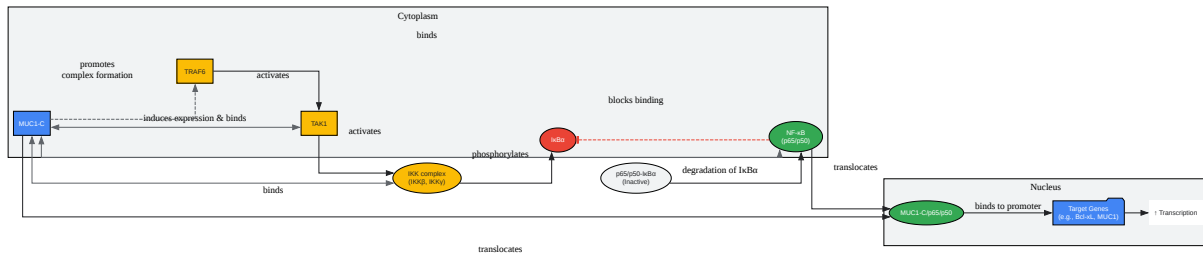 Cytoplasm
binds
promotes
complex formation
TRAF6
activates
blocks binding
MUC1-C
induces expression & binds
TAK1
activates
IκBα
NF-κB
(p65/p50)
phosphorylates
IKK complex
(IKKβ, IKKγ)
binds
p65/p50-IκBα
(Inactive)
degradation of IκBα
translocates
Nucleus
MUC1-C/p65/p50
binds to promoter
Target Genes
(e.g., Bcl-xL, MUC1)
↑ Transcription
translocates